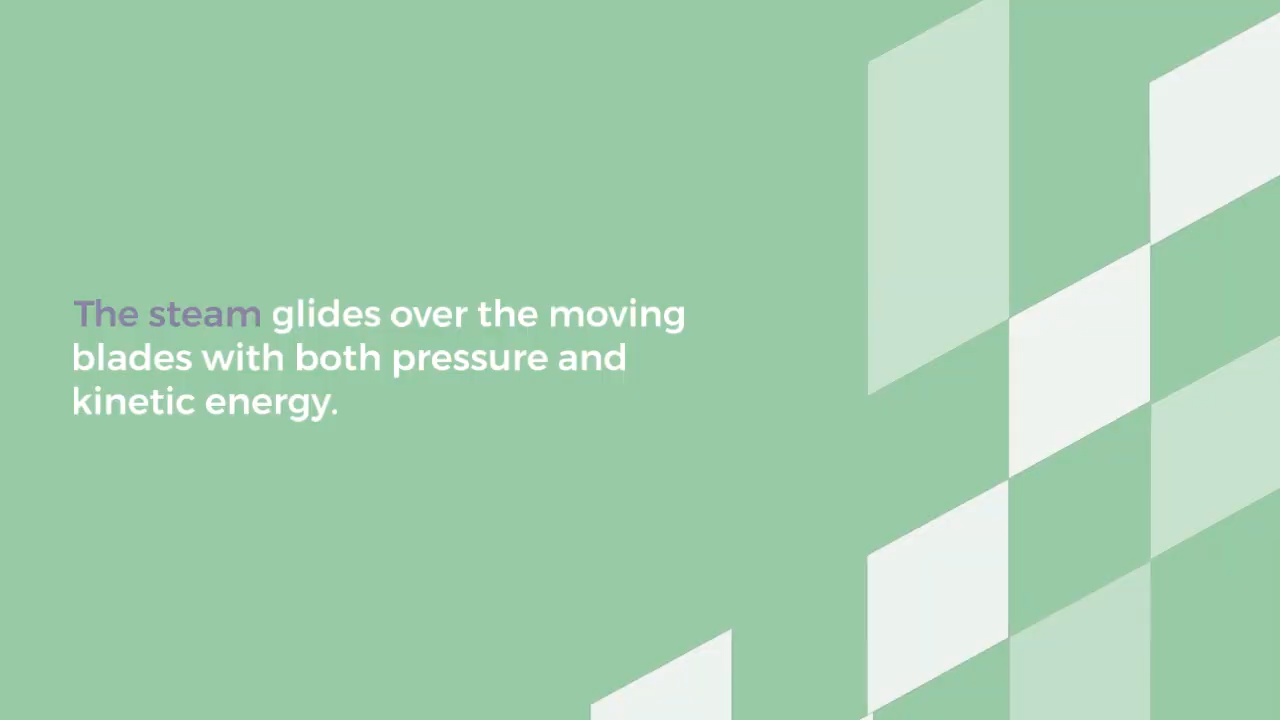 The steam glides over the moving
blades with both pressure and
kinetic energy.